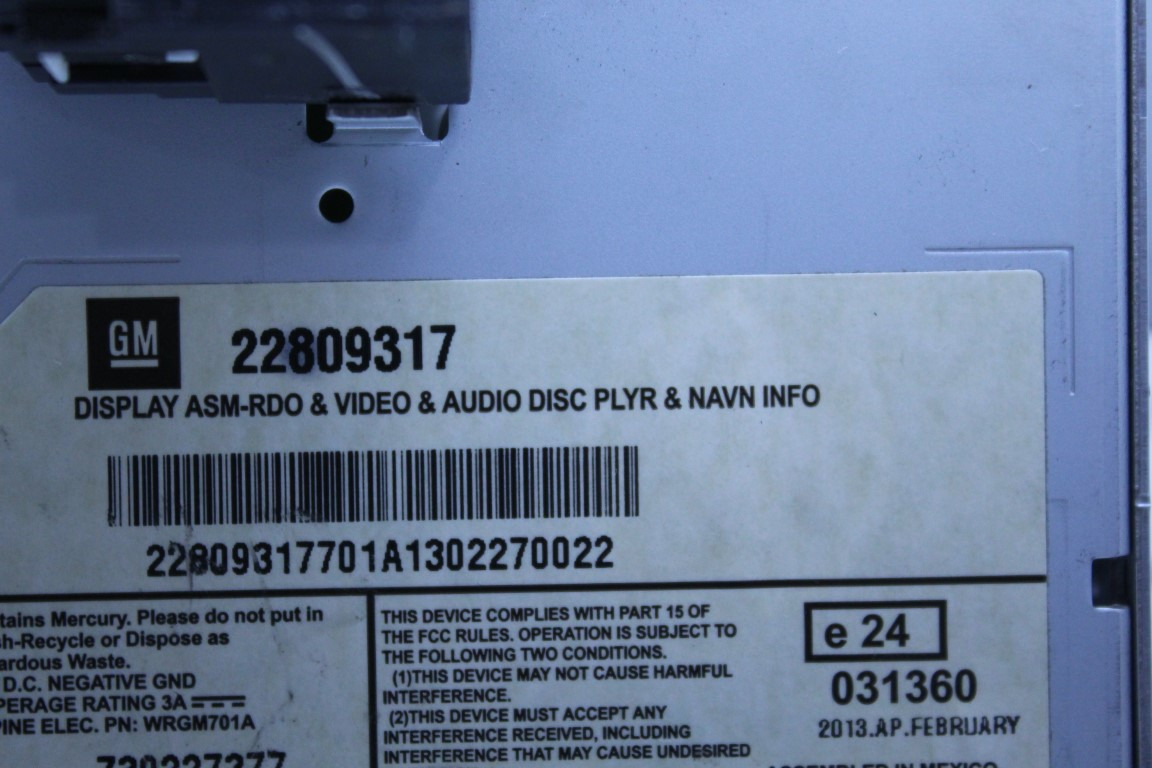 GM
22809317
DISPLAY ASM-RDO & VIDEO & AUDIO DISC PLYR & NAVN INFO
22809317701A1302270022
tains Mercury. Please do not put in
sh-Recycle or Dispose as
ardous Waste.
D.C. NEGATIVE GND
PERAGE RATING 3A
PINE ELEC. PN: WRGM701A
THIS DEVICE COMPLIES WITH PART 15 OF
THE FCC RULES. OPERATION IS SUBJECT TO
THE FOLLOWING TWO CONDITIONS.
(1)THIS DEVICE MAY NOT CAUSE HARMFUL
INTERFERENCE.
(2)THIS DEVICE MUST ACCEPT ANY
INTERFERENCE RECEIVED, INCLUDING
INTERFERENCE THAT MAY CAUSE UNDESIRED
e 24
031360
2013.AP.FEBRUARY
ASSEMBLED IN MEXICO